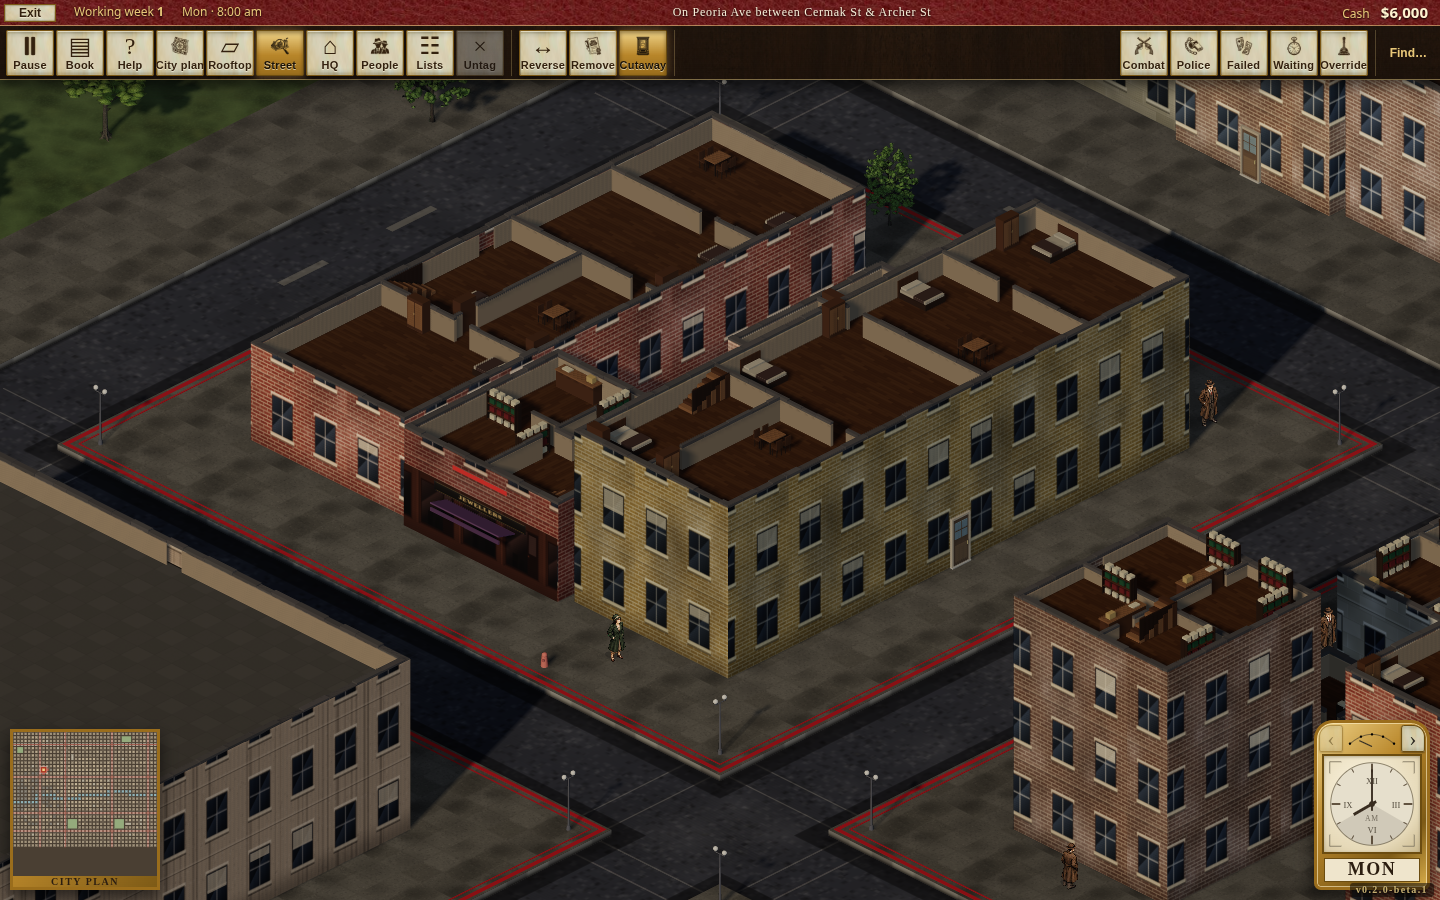 Exit
Working week 1
Mon · 8:00 am
On Peoria Ave between Cermak St & Archer St
Cash $6,000
Pause
Book
Help
City plan
Rooftop
Street
HQ
People
Lists
Untag
Reverse
Remove
Cutaway
Combat
Police
Failed
Waiting
Override
Find...
JEWELLERS
CITY PLAN
XII
IX
III
AM
VI
MON
v0.2.0-beta.1